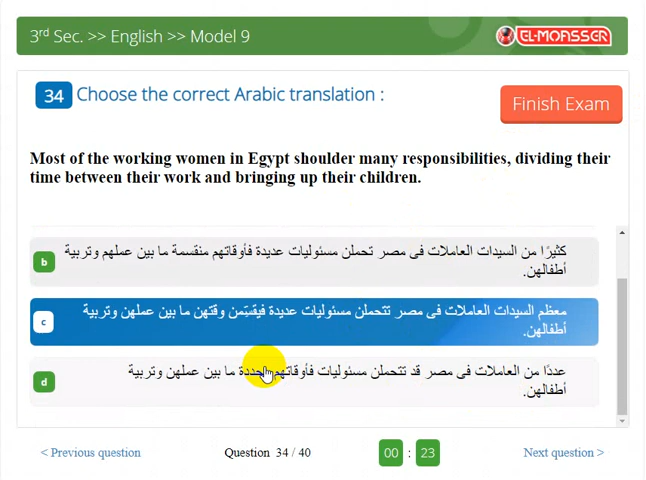 3rd Sec. >> English >> Model 9
EL-MOASSER
34 Choose the correct Arabic translation :
Finish Exam
Most of the working women in Egypt shoulder many responsibilities, dividing their
time between their work and bringing up their children.
b
كثيرًا من السيدات العاملات فى مصر تحملن مسئوليات عديدة فأوقاتهم منقسمة ما بين عملهم وتربية
أطفالهن.
c
معظم السيدات العاملات فى مصر تتحملن مسئوليات عديدة فيقسِّمن وقتهن ما بين عملهن وتربية
أطفالهن.
d
عددًا من العاملات فى مصر قد تتحملن مسئوليات فأوقاتهم محددة ما بين عملهن وتربية
أطفالهن.
< Previous question
Question 34 / 40
00 : 23
Next question >